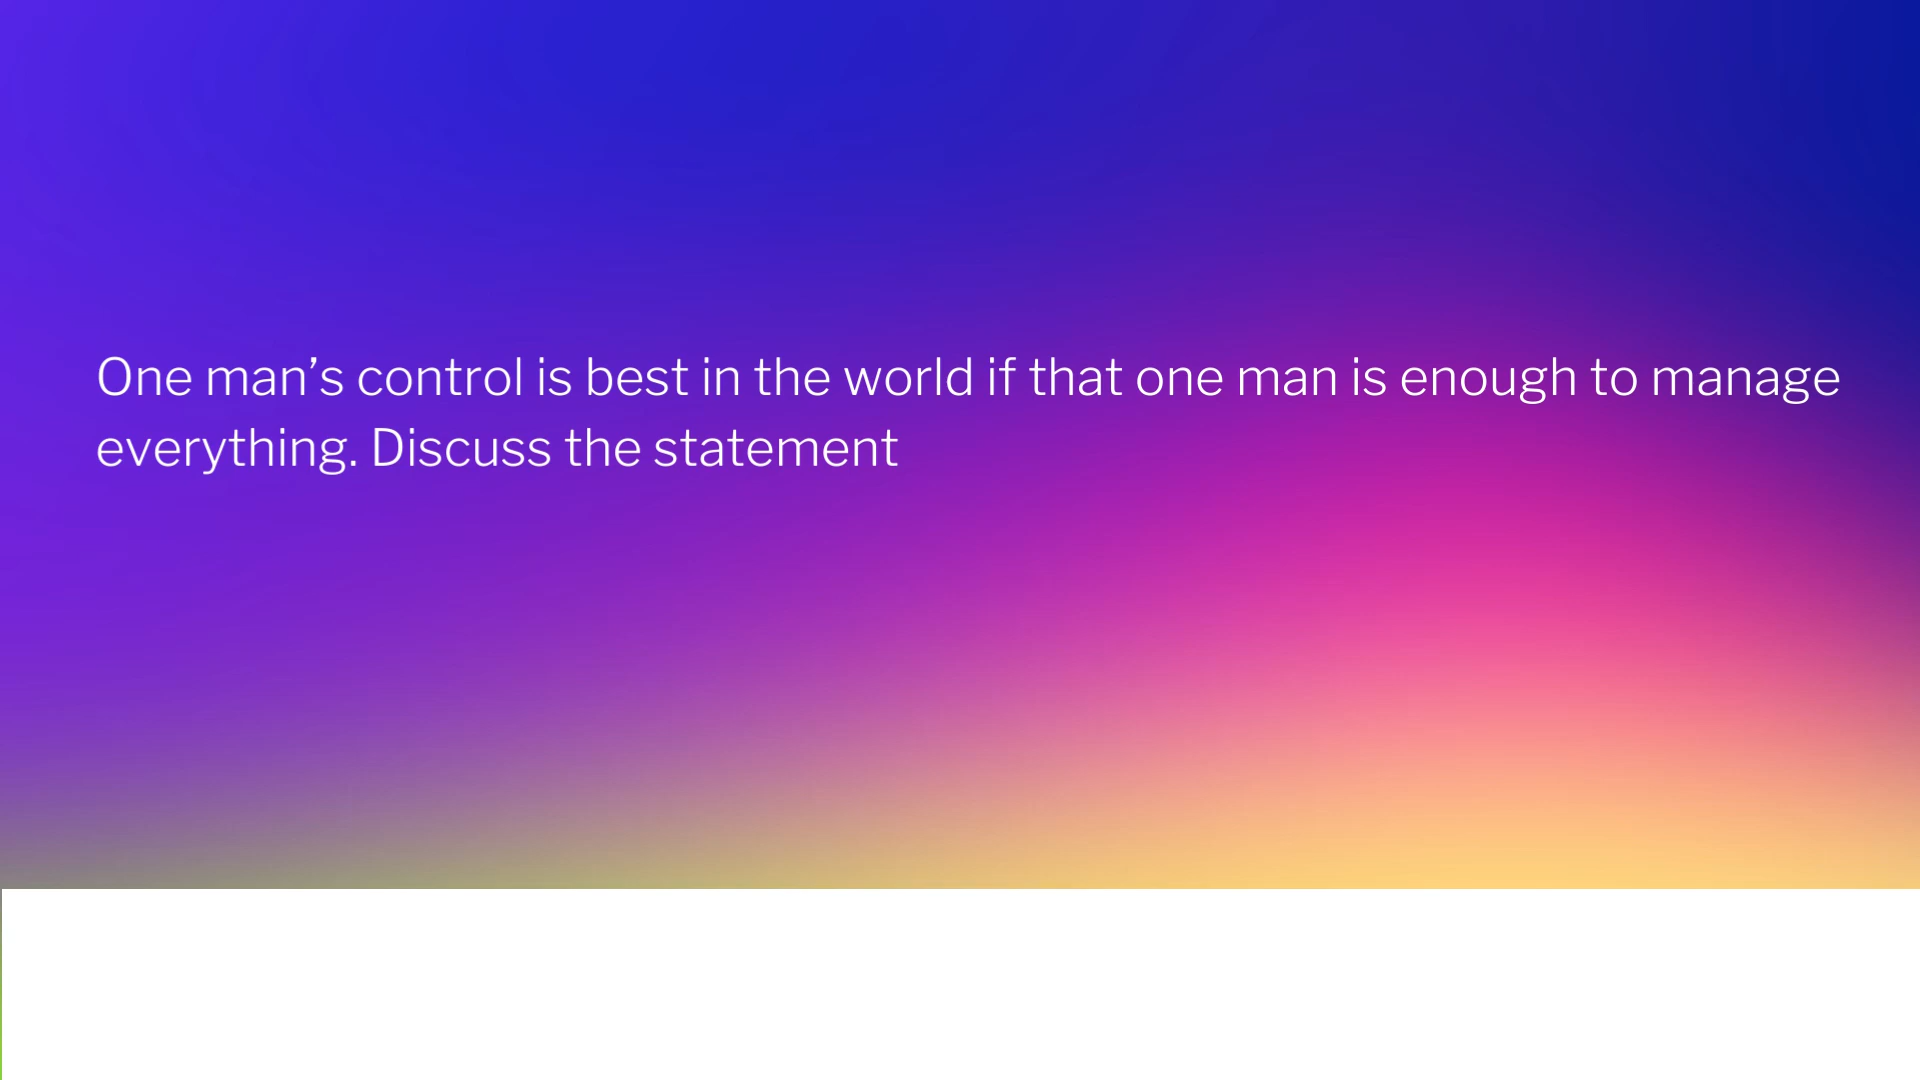 One man’s control is best in the world if that one man is enough to manage
everything. Discuss the statement